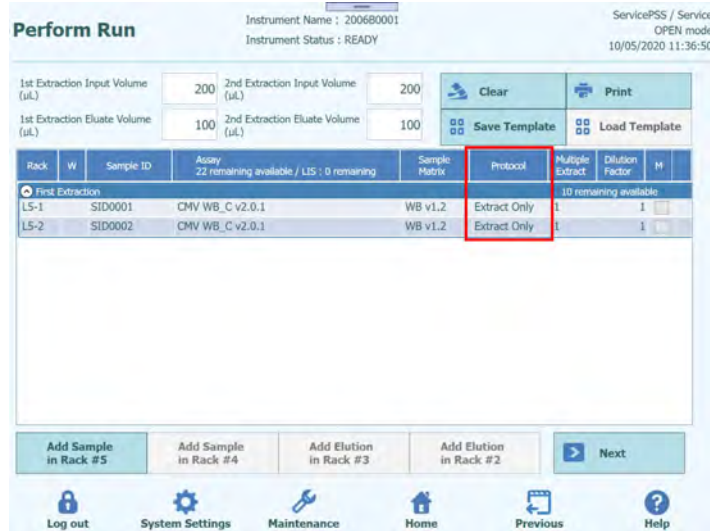 Perform Run
Instrument Name : 200680001
Instrument Status : READY
ServicePSS / Service
OPEN mode
10/05/2020 11:36:50
1st Extraction Input Volume (uL) 200 2nd Extraction Input Volume (uL) 200 Clear Print
1st Extraction Eluate Volume (uL) 100 2nd Extraction Eluate Volume (uL) 100 Save Template Load Template
Rack W Sample ID Assay 22 remaining available / LIS : 0 remaining Sample Matrix Protocol Multiple Extract Dilution Factor M
First Extraction 10 remaining available
L5-1 SID0001 CMV WB_C v2.0.1 WB v1.2 Extract Only 1 1
L5-2 SID0002 CMV WB_C v2.0.1 WB v1.2 Extract Only 1 1
Add Sample in Rack #5 Add Sample in Rack #4 Add Elution in Rack #3 Add Elution in Rack #2 Next
Log out System Settings Maintenance Home Previous Help